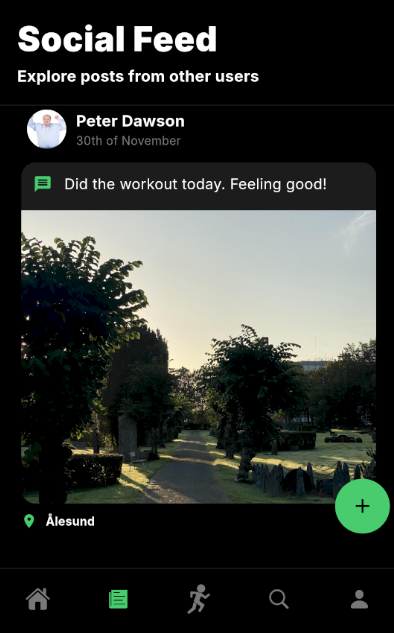 Social Feed
Explore posts from other users
Peter Dawson
30th of November
Did the workout today. Feeling good!
Ålesund